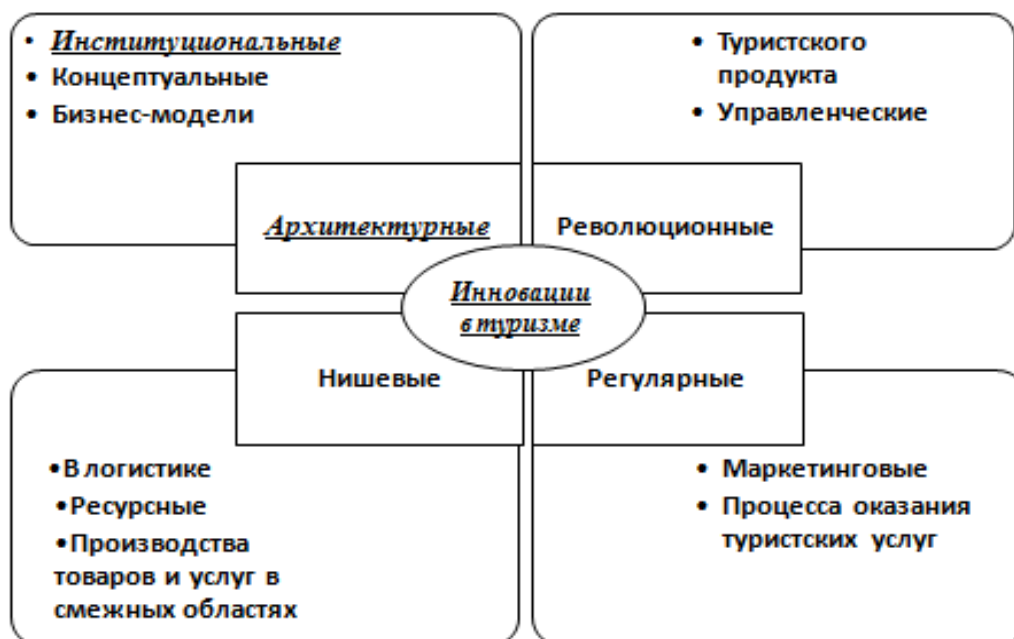 • Институциональные
• Концептуальные
• Бизнес-модели
• Туристского
продукта
• Управленческие
Архитектурные
Революционные
Инновации
в туризме
Нишевые
Регулярные
•В логистике
•Ресурсные
•Производства
товаров и услуг в
смежных областях
• Маркетинговые
• Процесса оказания
туристских услуг